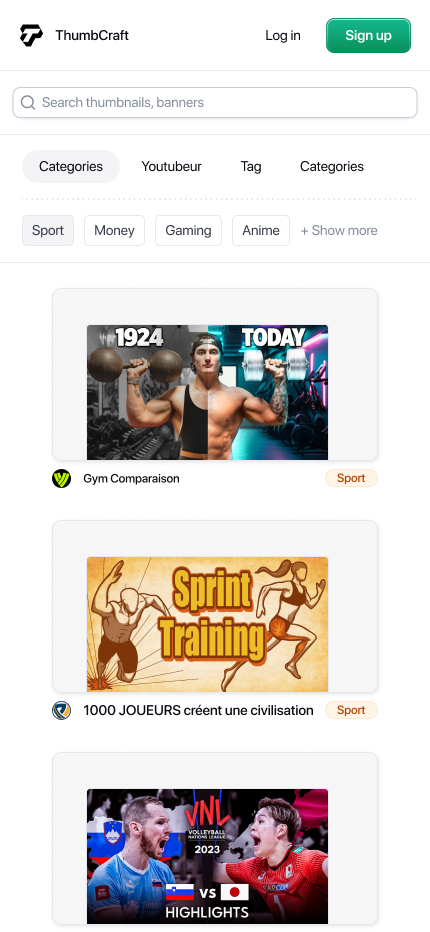 ThumbCraft
Log in
Sign up
Search thumbnails, banners
Categories
Youtubeur
Tag
Categories
Sport
Money
Gaming
Anime
+ Show more
1924
TODAY
Gym Comparaison
Sport
Sprint
Training
1000 JOUEURS créent une civilisation
Sport
VNL
VOLLEYBALL
NATIONS LEAGUE
2023
VS
HIGHLIGHTS